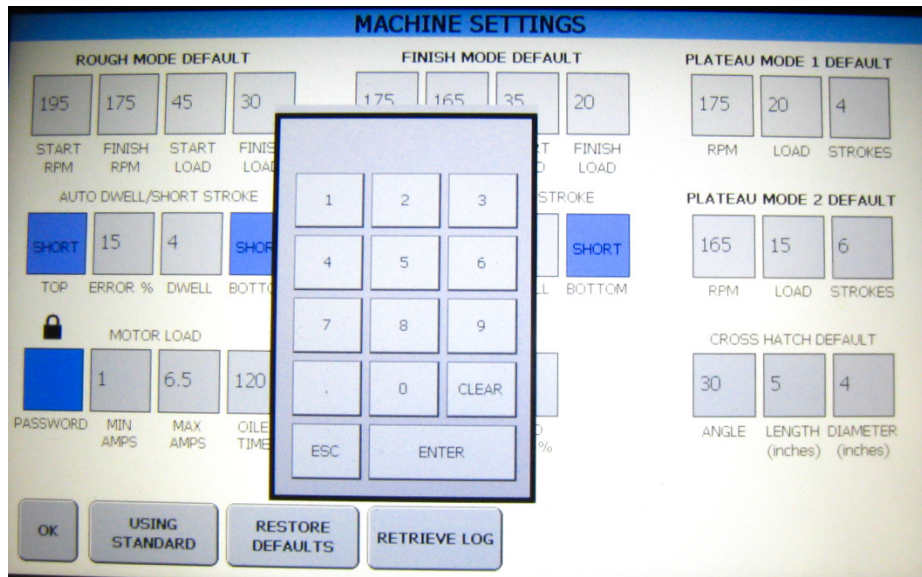 MACHINE SETTINGS
ROUGH MODE DEFAULT
FINISH MODE DEFAULT
PLATEAU MODE 1 DEFAULT
195 175 45 30 175 165 35 20 175 20 4
START RPM
FINISH RPM
START LOAD
FINISH LOAD
RPM LOAD STROKES
AUTO DWELL/SHORT STROKE
PLATEAU MODE 2 DEFAULT
SHORT 15 4 SHORT 165 15 6
TOP ERROR % DWELL BOTTOM RPM LOAD STROKES
MOTOR LOAD
CROSS HATCH DEFAULT
1 6.5 120 30 5 4
PASSWORD
MIN AMPS
MAX AMPS
ANGLE
LENGTH (inches)
DIAMETER (inches)
1 2 3
4 5 6
7 8 9
. 0 CLEAR
ESC ENTER
OK
USING STANDARD
RESTORE DEFAULTS
RETRIEVE LOG